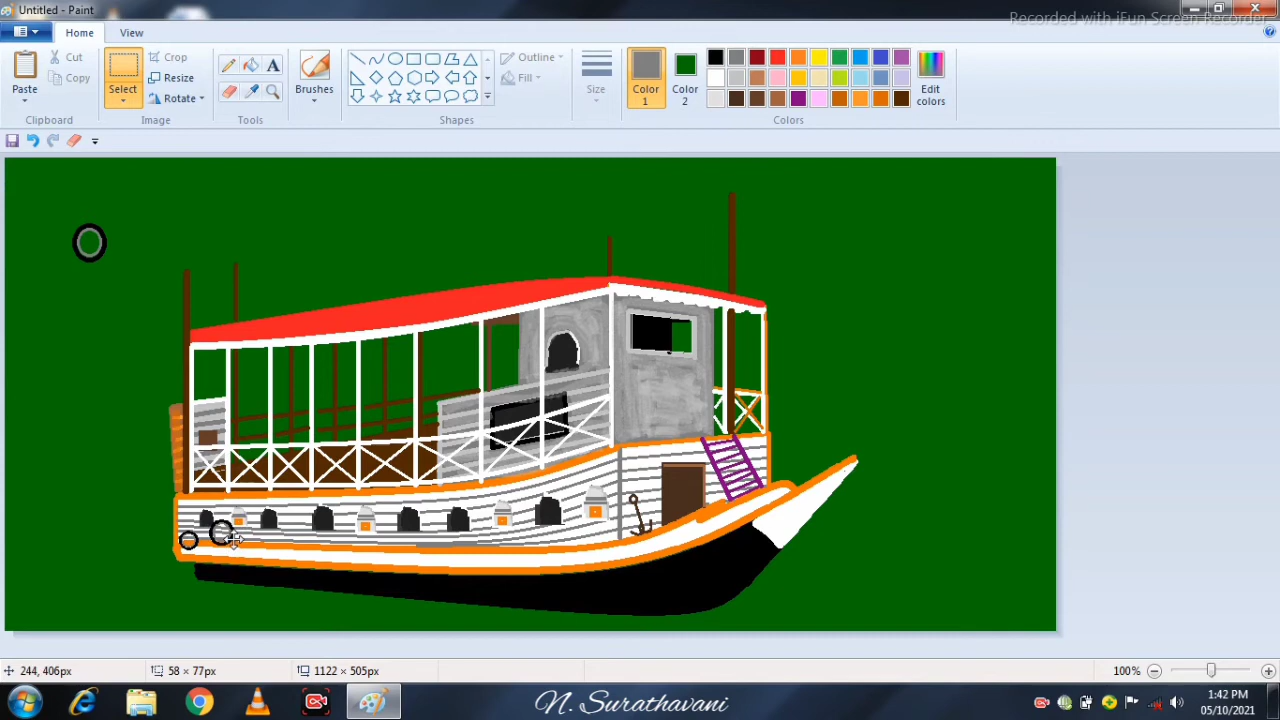 Untitled - Paint
Recorded with iFun Screen Recorder
Home
View
Paste
Cut
Copy
Clipboard
Select
Crop
Resize
Rotate
Image
Tools
Brushes
Shapes
Outline
Fill
Size
Color
1
Color
2
Colors
Edit
colors
244, 406px
58 × 77px
1122 × 505px
100%
N. Surathavani
1:42 PM
05/10/2021